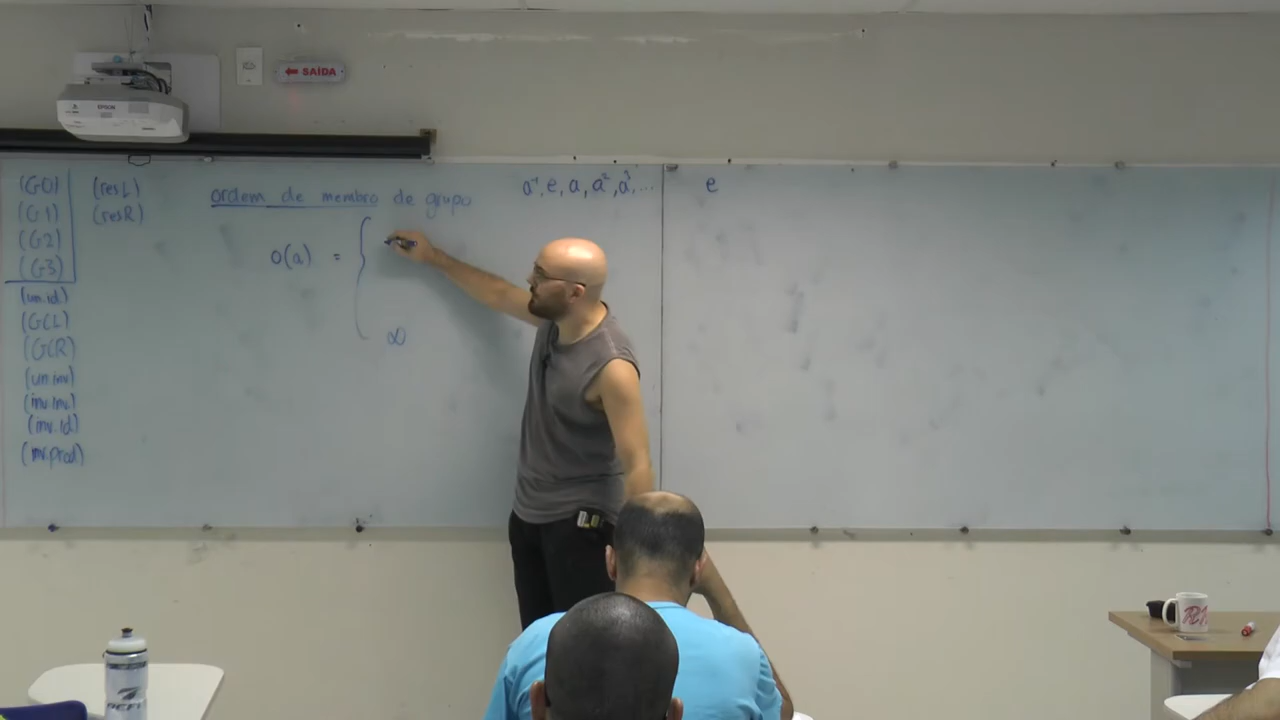 EPSON
SAÍDA
(G0)
(G1)
(G2)
(G3)
(un.id)
(GCL)
(GCR)
(un.inv)
(inv.inv)
(inv.id)
(inv.prod)
(resL)
(resR)
ordem de membro de grupo
o(a) = {
∞
a⁻¹, e, a, a², a³, ...
e